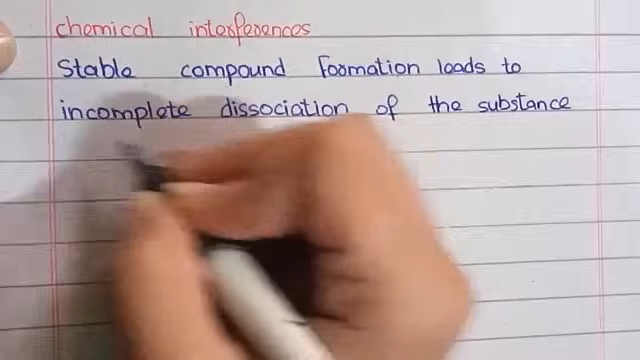 chemical interferences
Stable compound Formation leads to
incomplete dissociation of the substance